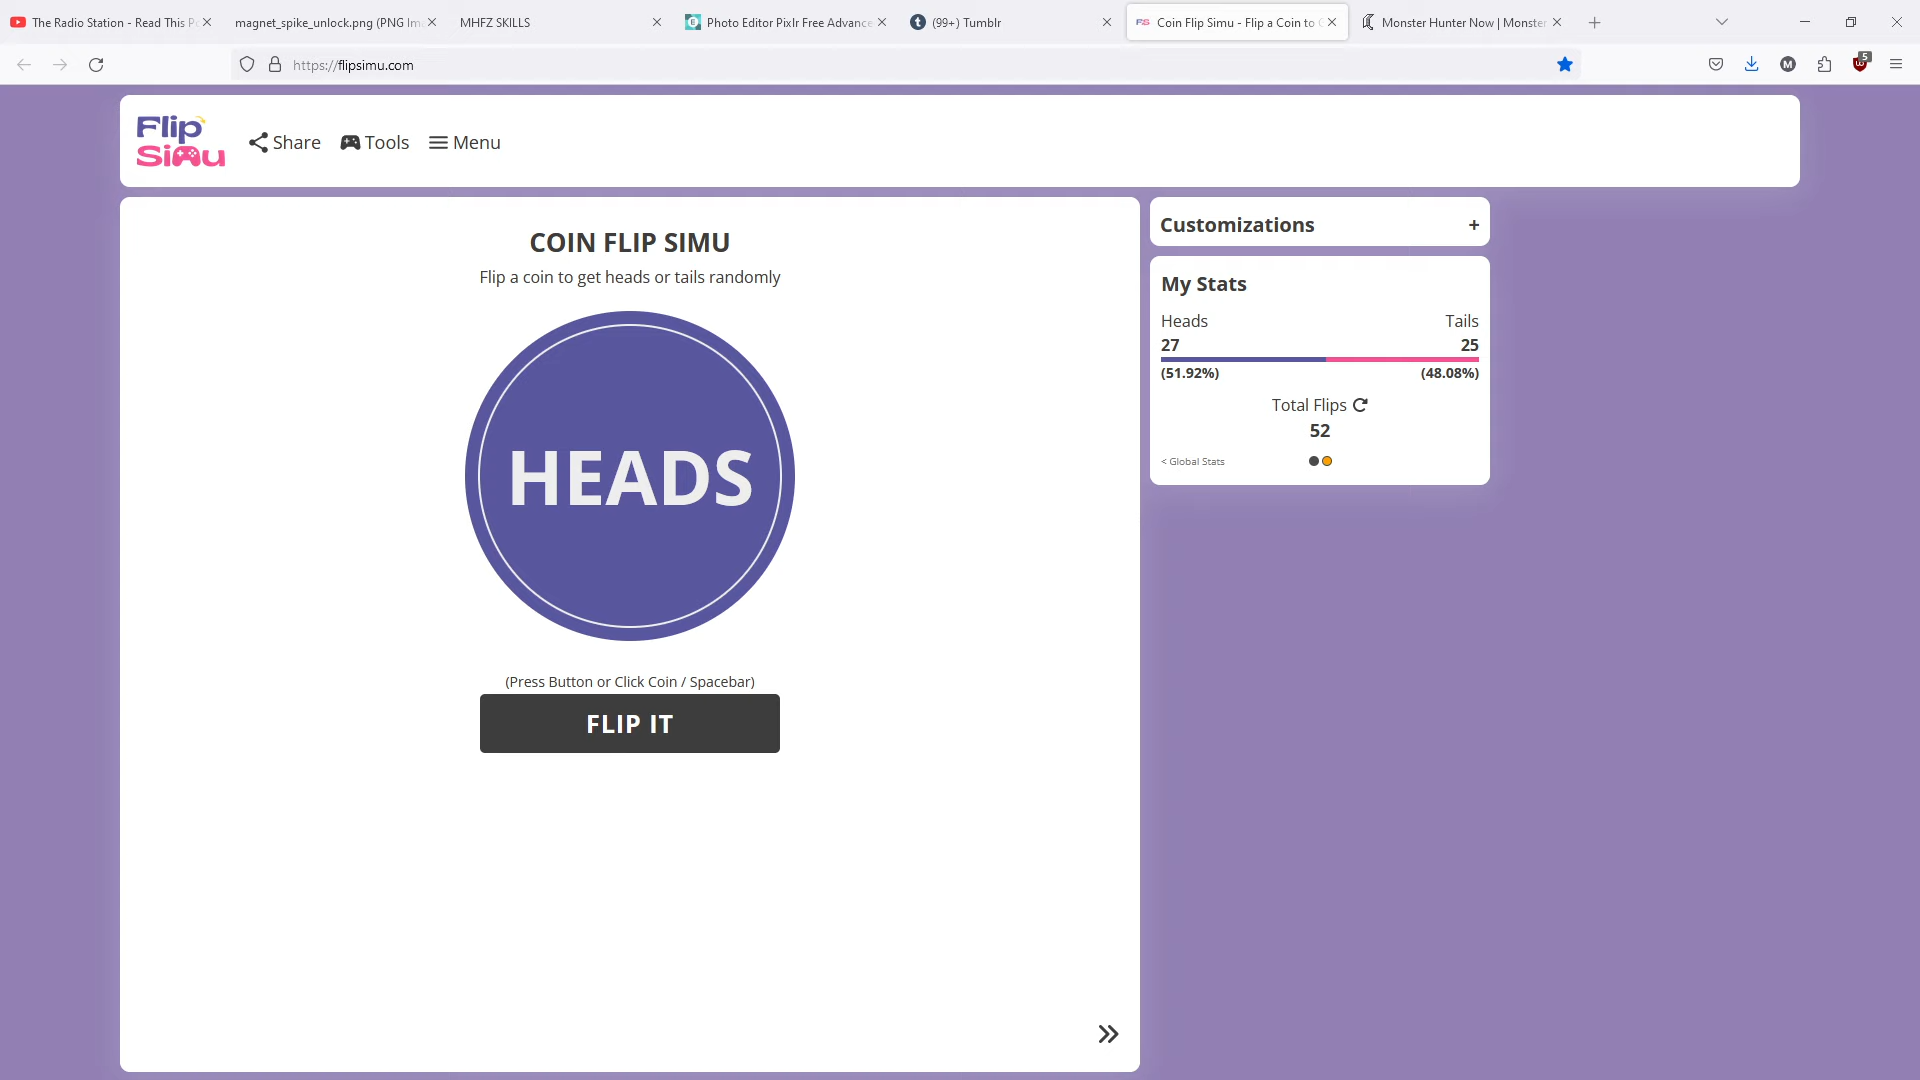 The Radio Station - Read This P
magnet_spike_unlock.png (PNG Im
MHFZ SKILLS
Photo Editor Pixlr Free Advance
(99+) Tumblr
Coin Flip Simu - Flip a Coin to G
Monster Hunter Now | Monster
https://flipsimu.com
M
5
Flip
Simu
Share
Tools
Menu
COIN FLIP SIMU
Flip a coin to get heads or tails randomly
HEADS
(Press Button or Click Coin / Spacebar)
FLIP IT
Customizations
+
My Stats
Heads
Tails
27
25
(51.92%)
(48.08%)
Total Flips
52
< Global Stats